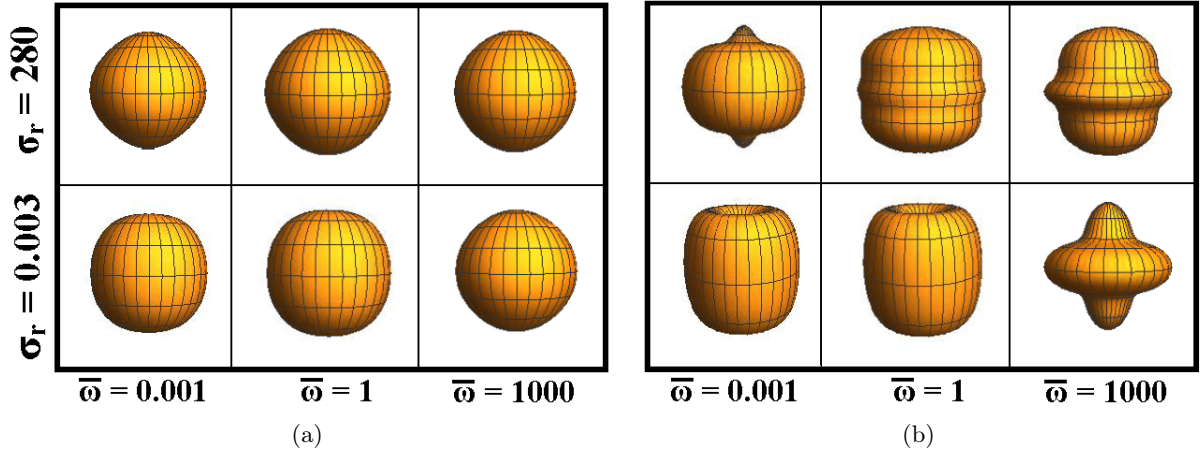 σr = 280
σr = 0.003
ω̅ = 0.001
ω̅ = 1
ω̅ = 1000
(a)
ω̅ = 0.001
ω̅ = 1
ω̅ = 1000
(b)